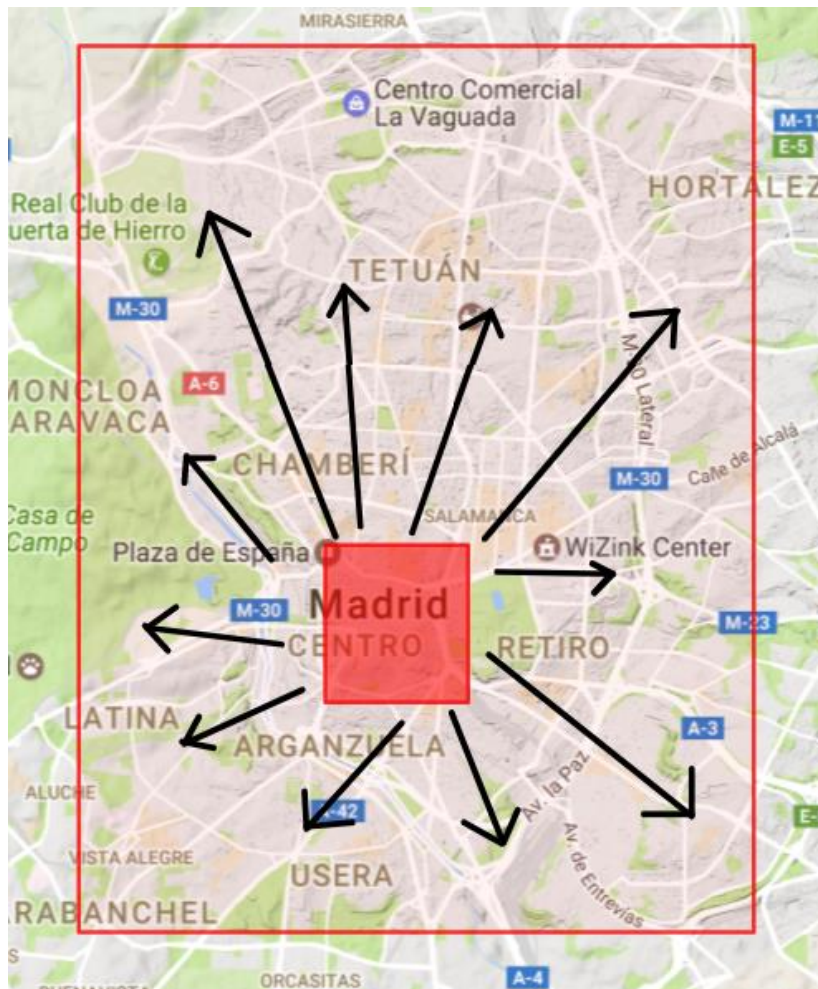 MIRASIERRA
Centro Comercial
La Vaguada
M-11
E-5
HORTALEZ
Real Club de la
uerta de Hierro
TETUÁN
M-30
M-30 Lateral
MONCLOA
ARAVACA
A-6
CHAMBERÍ
Calle de Alcalá
M-30
SALAMANCA
Casa de
Campo
Plaza de España
WiZink Center
M-30
Madrid
CENTRO
RETIRO
M-23
LATINA
ARGANZUELA
A-3
Av. la Paz
ALUCHE
A-42
E-
Av. de Entrevías
VISTA ALEGRE
USERA
RABANCHEL
S
ORCASITAS
A-4